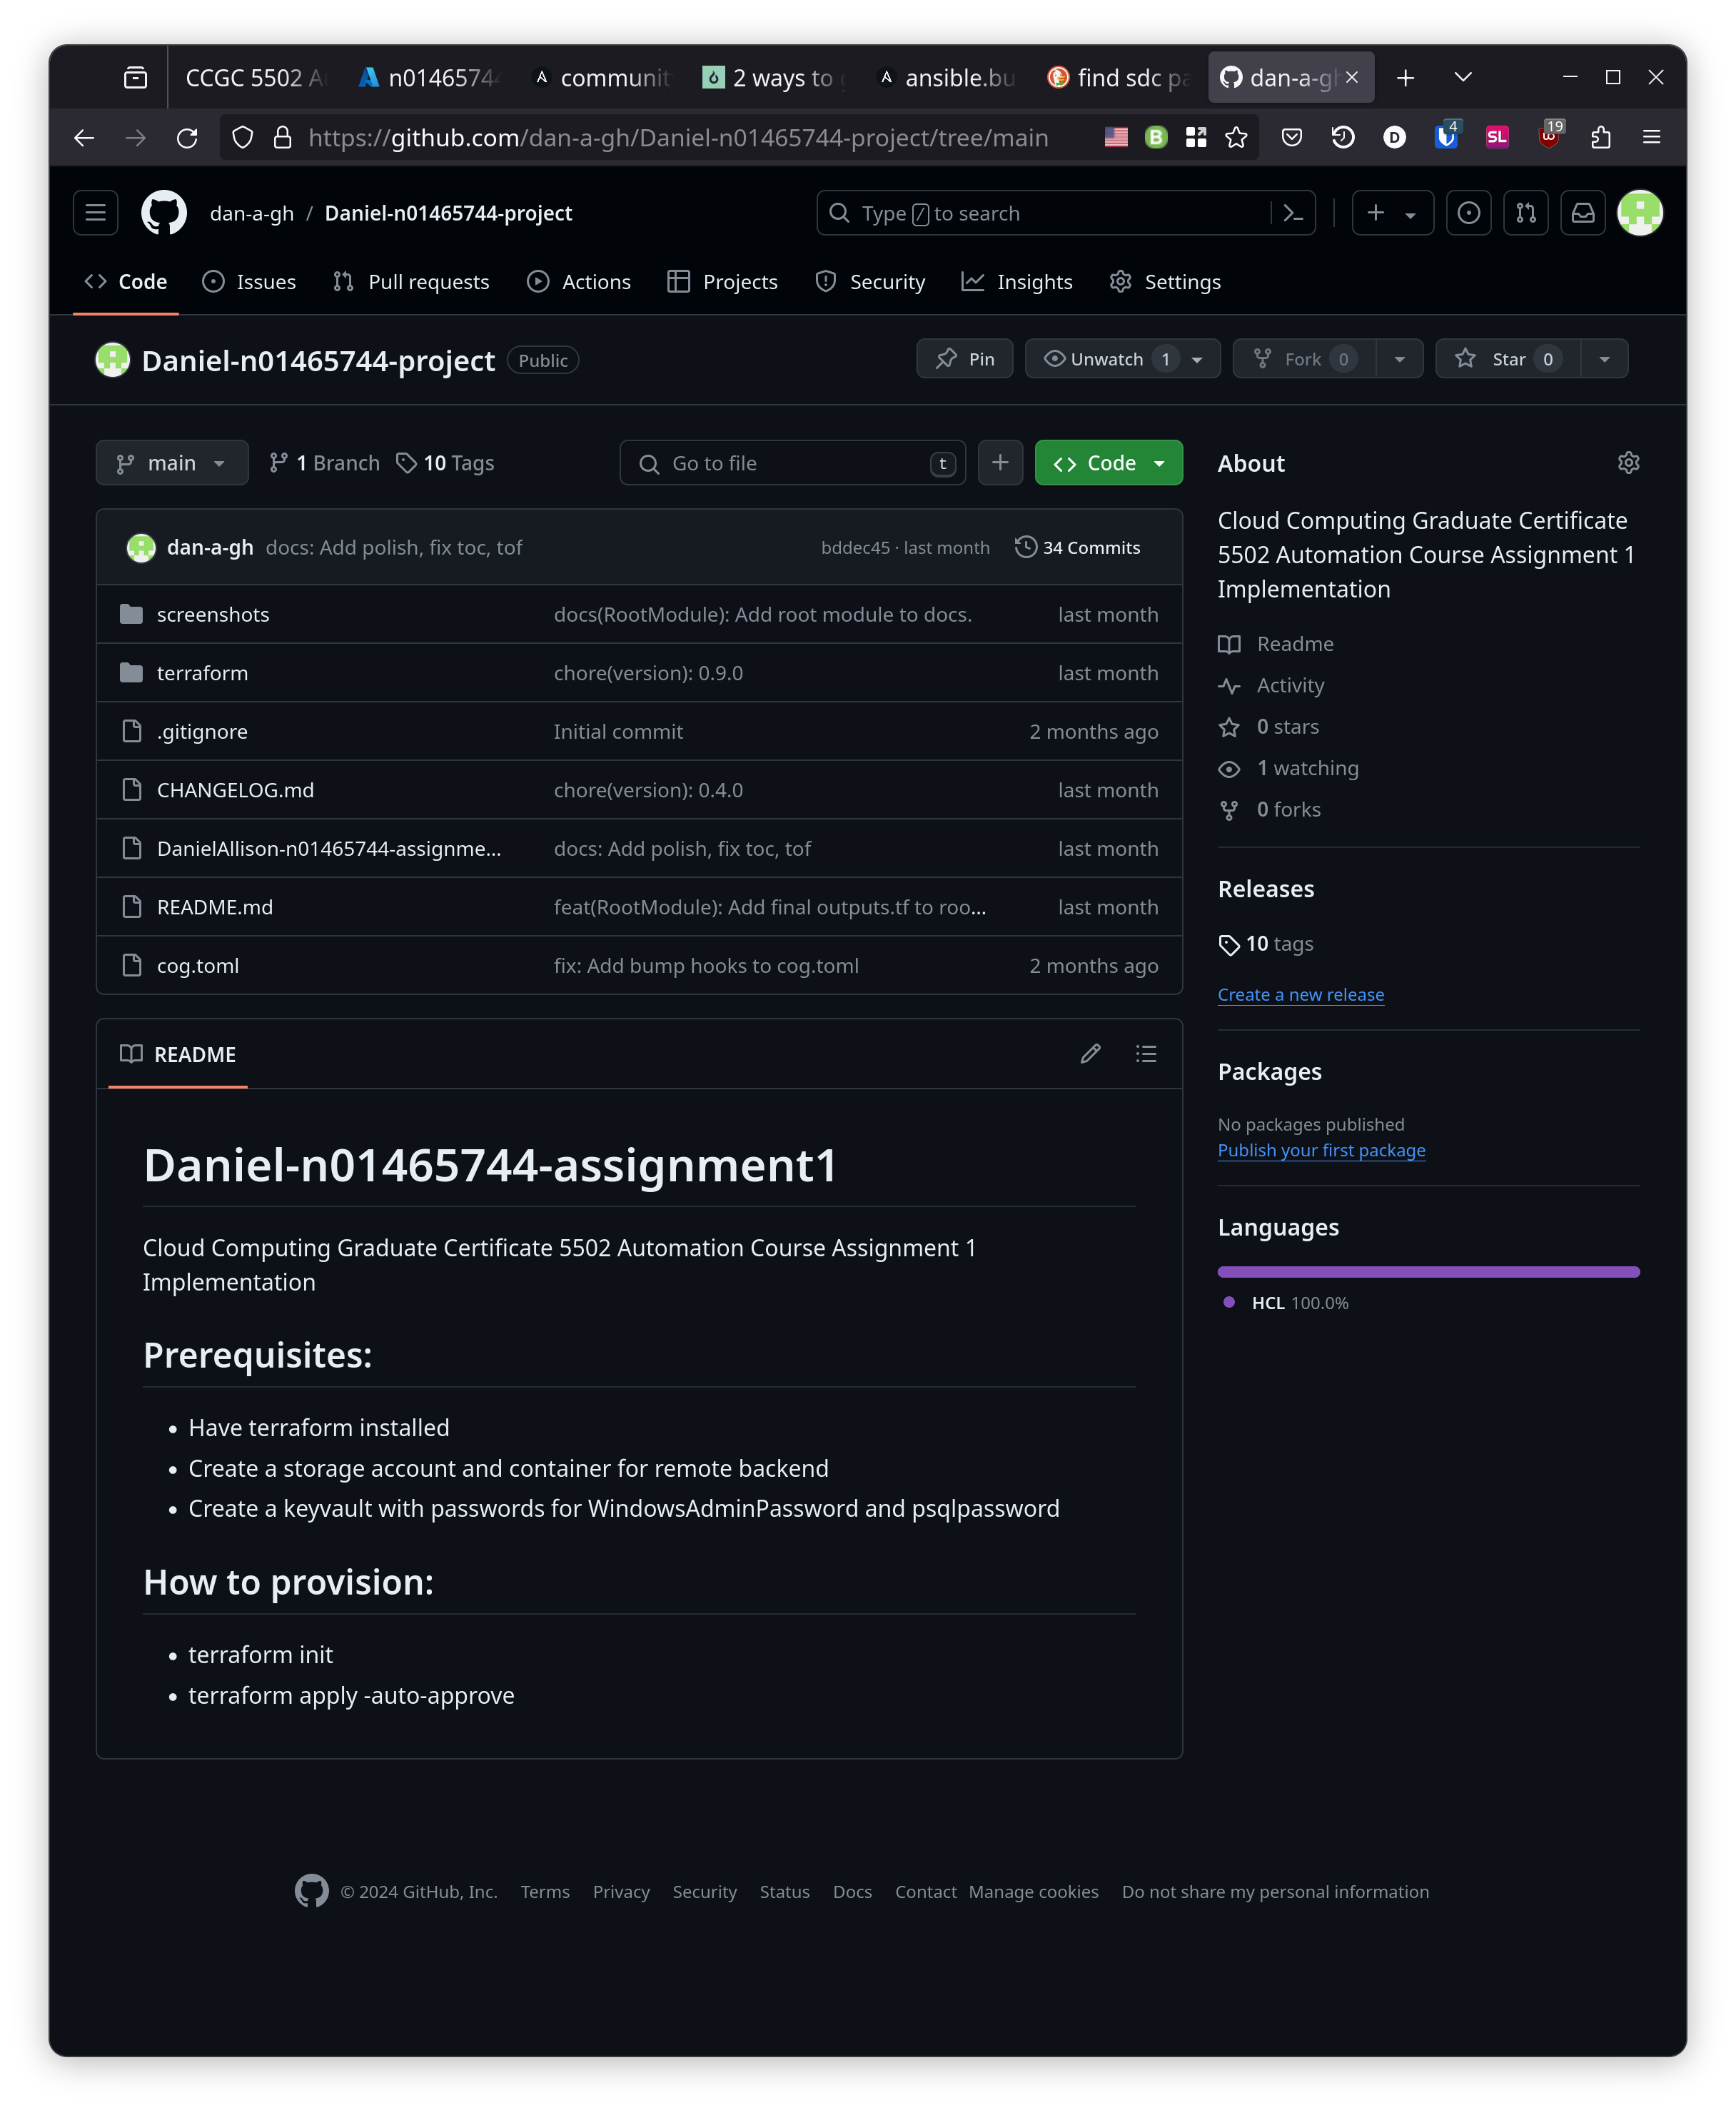 CCGC 5502 A
n01465744
communit
2 ways to g
ansible.bu
find sdc pa
dan-a-gh
https://github.com/dan-a-gh/Daniel-n01465744-project/tree/main
B
D
4
SL
19
dan-a-gh / Daniel-n01465744-project
Type / to search
Code
Issues
Pull requests
Actions
Projects
Security
Insights
Settings
Daniel-n01465744-project Public
Pin
Unwatch 1
Fork 0
Star 0
main
1 Branch
10 Tags
Go to file t
Code
dan-a-gh docs: Add polish, fix toc, tof bddec45 · last month 34 Commits
screenshots docs(RootModule): Add root module to docs. last month
terraform chore(version): 0.9.0 last month
.gitignore Initial commit 2 months ago
CHANGELOG.md chore(version): 0.4.0 last month
DanielAllison-n01465744-assignme... docs: Add polish, fix toc, tof last month
README.md feat(RootModule): Add final outputs.tf to roo... last month
cog.toml fix: Add bump hooks to cog.toml 2 months ago
README
Daniel-n01465744-assignment1
Cloud Computing Graduate Certificate 5502 Automation Course Assignment 1
Implementation
Prerequisites:
• Have terraform installed
• Create a storage account and container for remote backend
• Create a keyvault with passwords for WindowsAdminPassword and psqlpassword
How to provision:
• terraform init
• terraform apply -auto-approve
About
Cloud Computing Graduate Certificate
5502 Automation Course Assignment 1
Implementation
Readme
Activity
0 stars
1 watching
0 forks
Releases
10 tags
Create a new release
Packages
No packages published
Publish your first package
Languages
HCL 100.0%
© 2024 GitHub, Inc. Terms Privacy Security Status Docs Contact Manage cookies Do not share my personal information